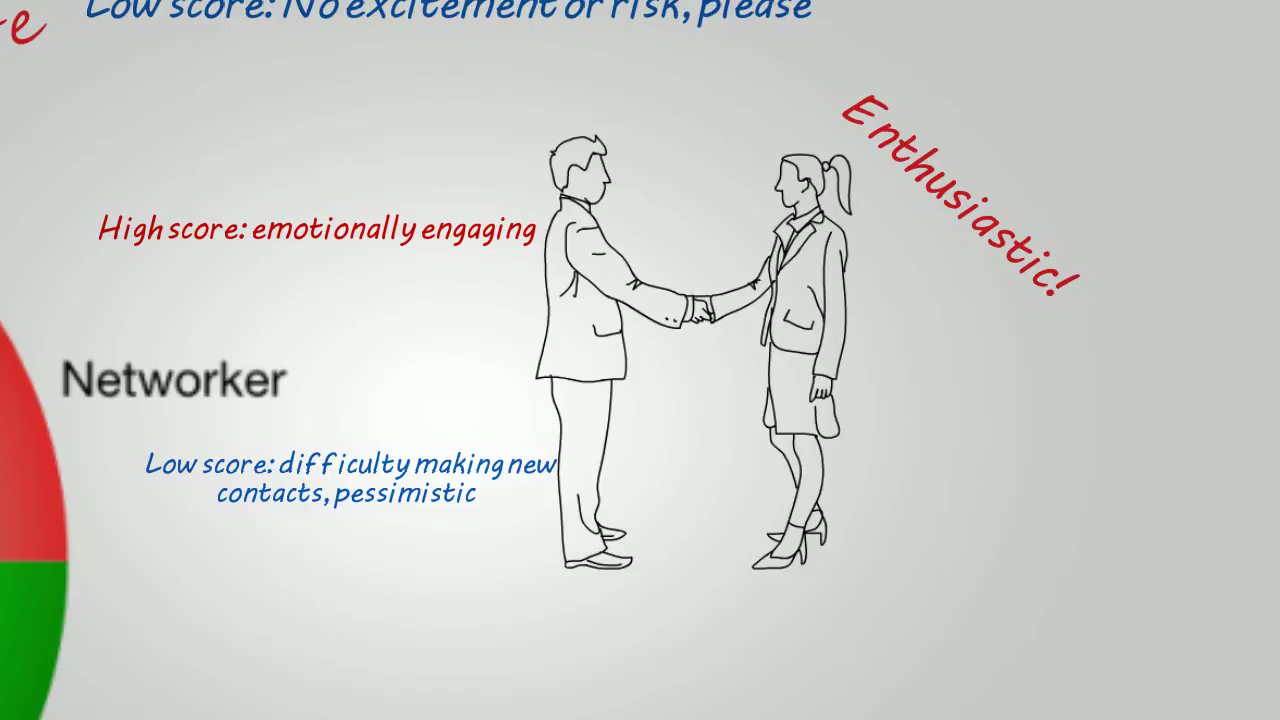 Low score: No excitement or risk, please
Enthusiastic!
High score: emotionally engaging
Networker
Low score: difficulty making new
contacts, pessimistic